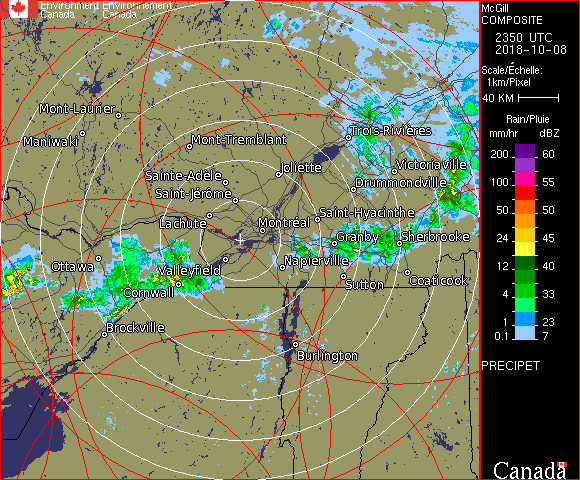 Environment Environnement
Canada Canada
McGill
COMPOSITE
2350 UTC
2018-10-08
Scale/Échelle:
1km/Pixel
40 KM
Rain/Pluie
mm/hr dBZ
200 60
100 55
50 50
24 45
12 40
4 33
1 23
0.1 7
PRECIPET
Mont-Laurier
Maniwaki
Mont-Tremblant
Trois-Rivières
Sainte-Adèle
Joliette
Victoriaville
Saint-Jérôme
Drummondville
Lachute
Montréal
Saint-Hyacinthe
Granby
Sherbrooke
Ottawa
Valleyfield
Napierville
Cornwall
Sutton
Coaticook
Brockville
Burlington
Canada